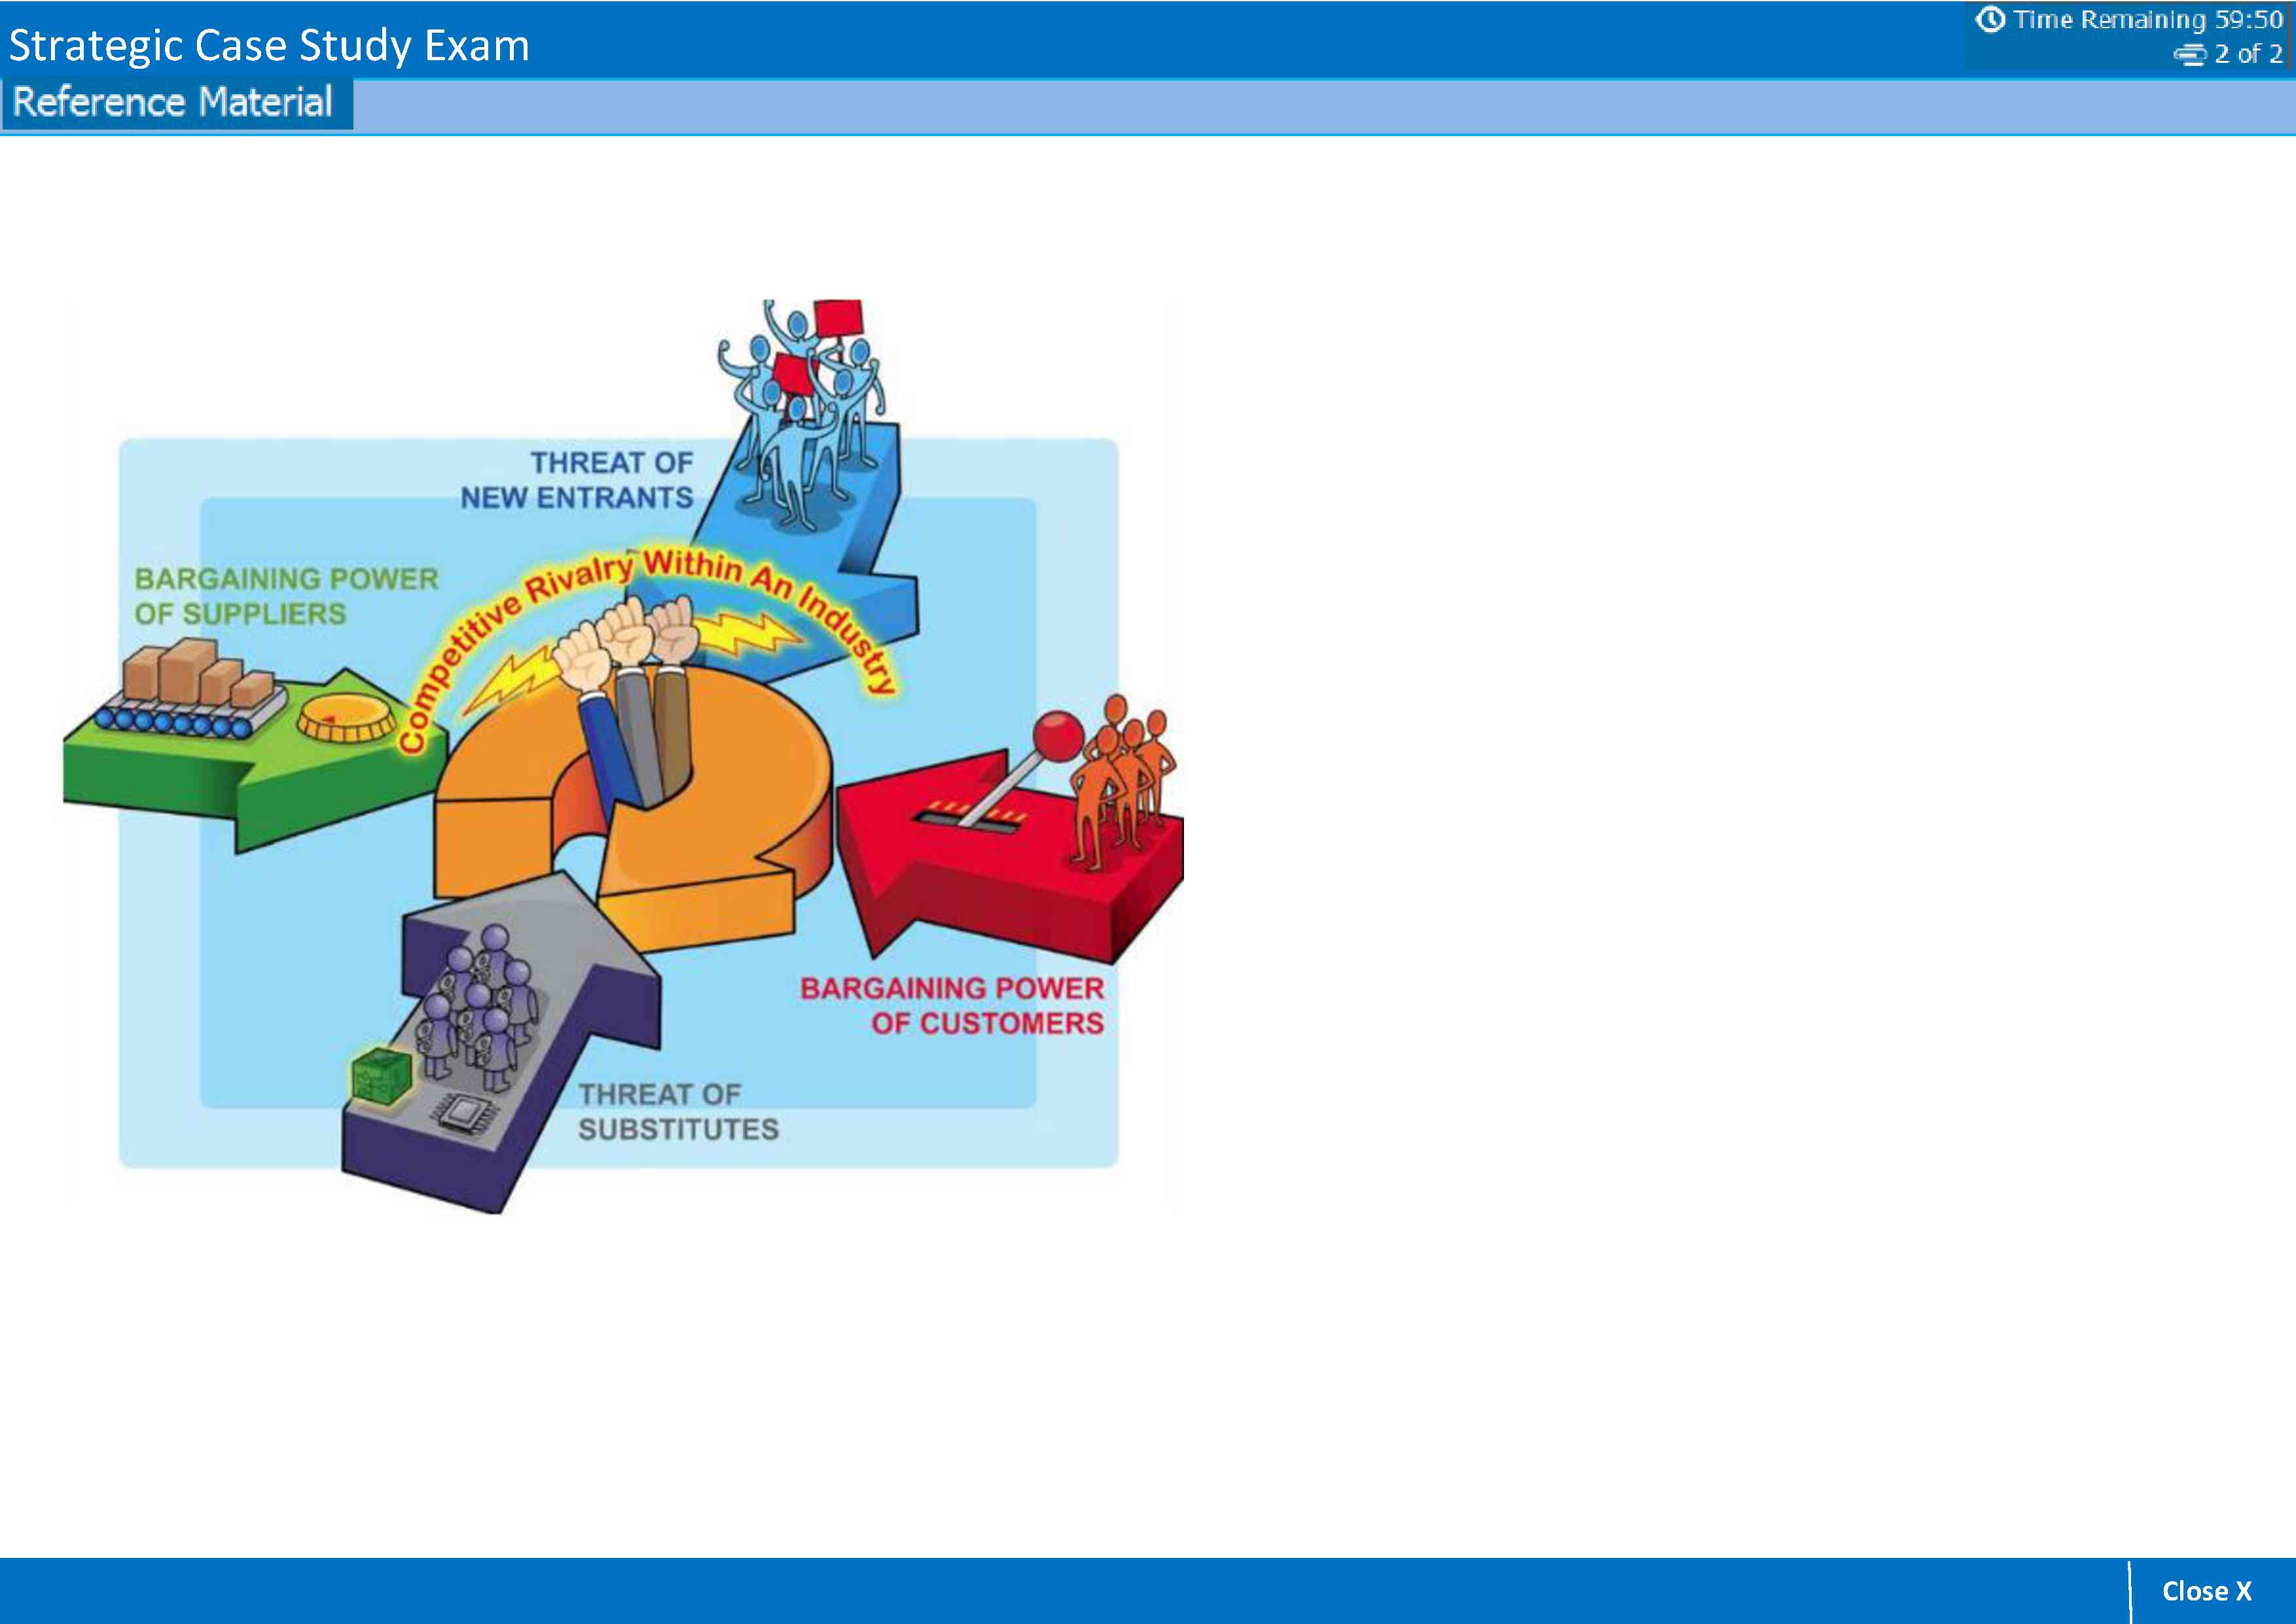 Strategic Case Study Exam
Time Remaining 59:50
2 of 2
Reference Material
THREAT OF
NEW ENTRANTS
BARGAINING POWER
OF SUPPLIERS
Competitive Rivalry Within An Industry
BARGAINING POWER
OF CUSTOMERS
THREAT OF
SUBSTITUTES
Close X